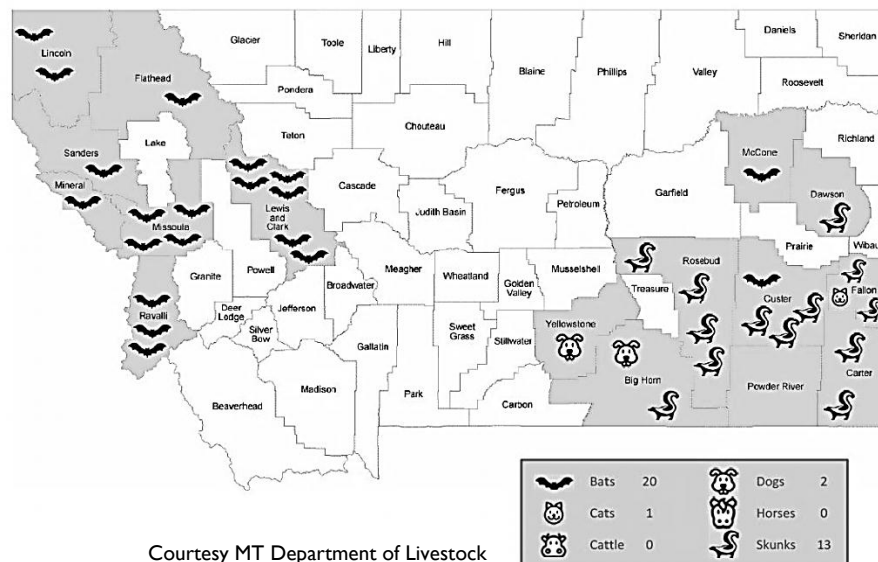 Glacier
Toole
Liberty
Hill
Blaine
Phillips
Valley
Daniels
Sheridan
Lincoln
Flathead
Pondera
Roosevelt
Lake
Teton
Chouteau
Richland
Sanders
McCone
Mineral
Missoula
Lewis
and
Clark
Cascade
Fergus
Petroleum
Garfield
Dawson
Judith Basin
Prairie
Wibau
Powell
Granite
Meagher
Wheatland
Golden
Valley
Musselshell
Treasure
Rosebud
Custer
Fallon
Ravalli
Deer
Lodge
Silver
Bow
Jefferson
Broadwater
Gallatin
Sweet
Grass
Stillwater
Yellowstone
Big Horn
Carter
Beaverhead
Madison
Park
Carbon
Powder River
Bats 20
Dogs 2
Cats 1
Horses 0
Cattle 0
Skunks 13
Courtesy MT Department of Livestock